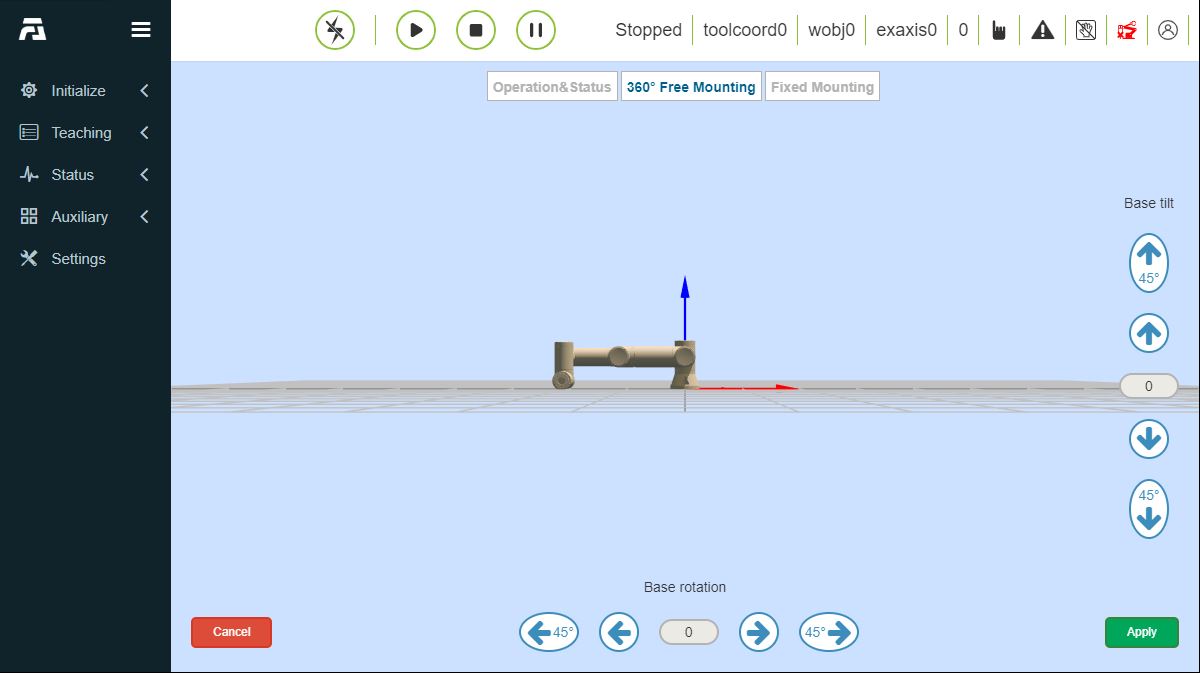 Stopped toolcoord0 wobj0 exaxis0 0
Initialize
Teaching
Status
Auxiliary
Settings
Operation&Status 360° Free Mounting Fixed Mounting
Base tilt
45°
0
45°
Base rotation
45° 0 45°
Cancel
Apply